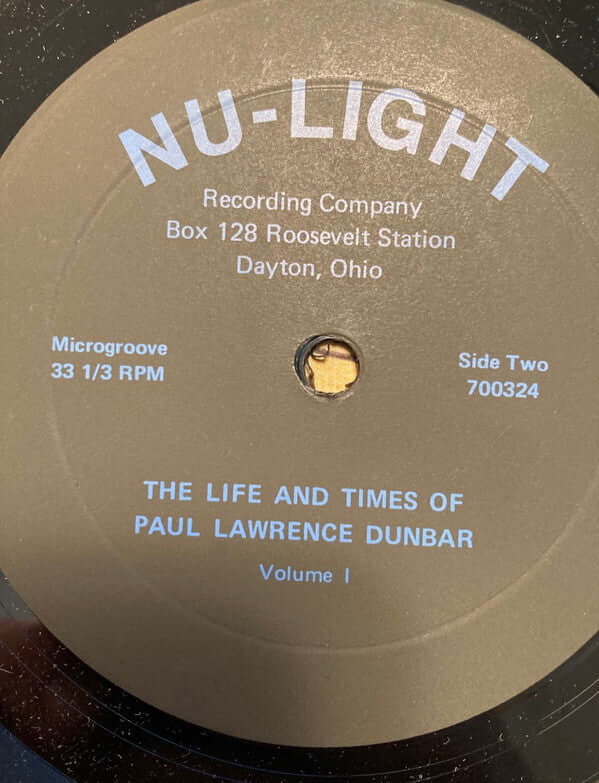 NU-LIGHT
Recording Company
Box 128 Roosevelt Station
Dayton, Ohio
Microgroove
33 1/3 RPM
Side Two
700324
THE LIFE AND TIMES OF
PAUL LAWRENCE DUNBAR
Volume I